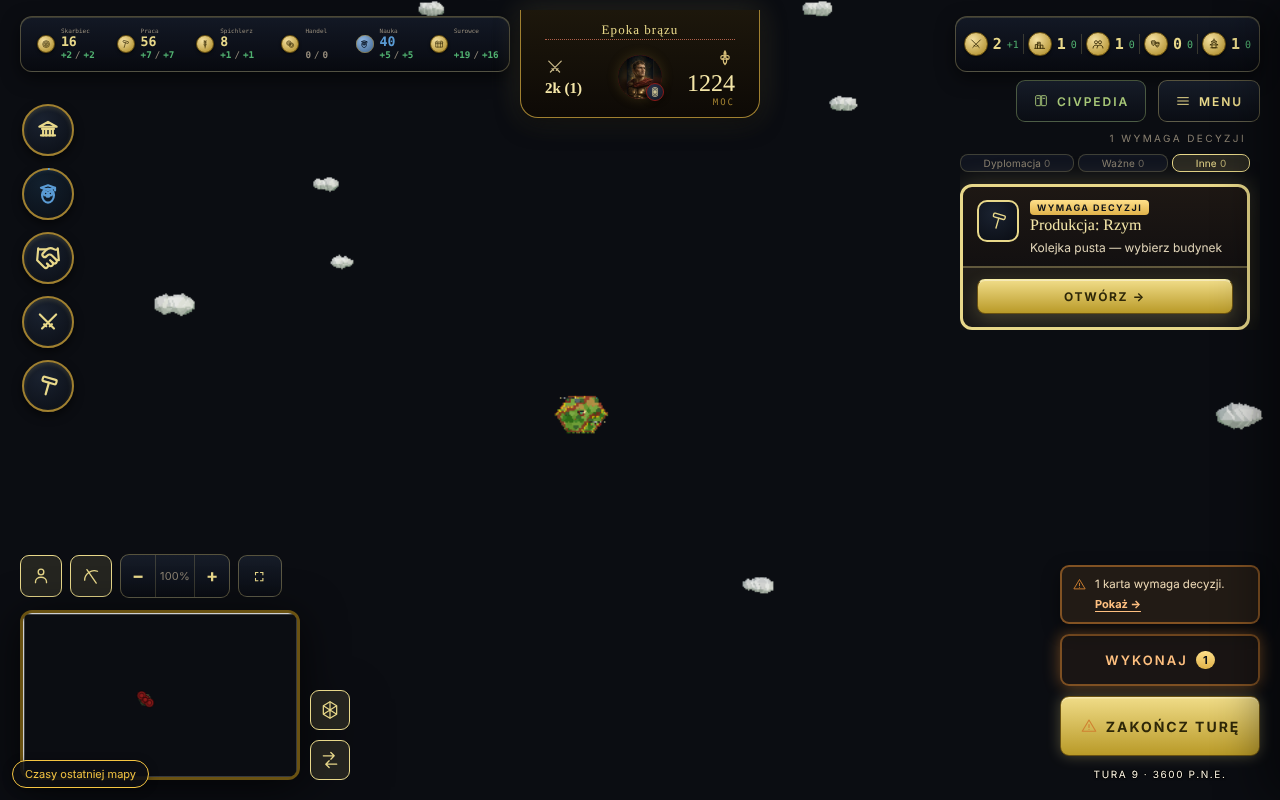 Skarbiec
16
+2 / +2
Praca
56
+7 / +7
Spichlerz
8
+1 / +1
Handel
0 / 0
Nauka
40
+5 / +5
Surowce
+19 / +16
Epoka brązu
2k (1)
1224
MOC
2 +1
1 0
1 0
0 0
1 0
CIVPEDIA
MENU
1 WYMAGA DECYZJI
Dyplomacja 0
Ważne 0
Inne 0
WYMAGA DECYZJI
Produkcja: Rzym
Kolejka pusta — wybierz budynek
OTWÓRZ →
− 100% +
1 karta wymaga decyzji.
Pokaż →
WYKONAJ 1
ZAKOŃCZ TURĘ
Czasy ostatniej mapy
TURA 9 · 3600 P.N.E.